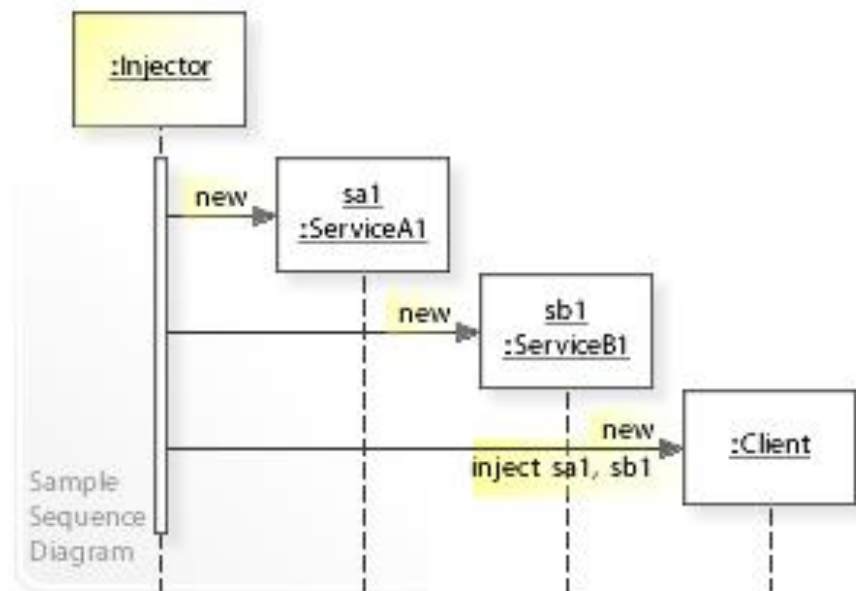 :Injector
new
sa1
:ServiceA1
new
sb1
:ServiceB1
new
inject sa1, sb1
:Client
Sample
Sequence
Diagram